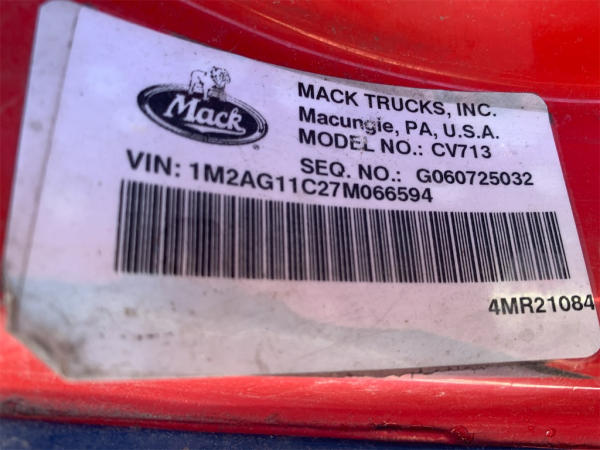 Mack
MACK TRUCKS, INC.
Macungie, PA, U.S.A.
MODEL NO.: CV713
SEQ. NO.: G060725032
VIN: 1M2AG11C27M066594
4MR21084